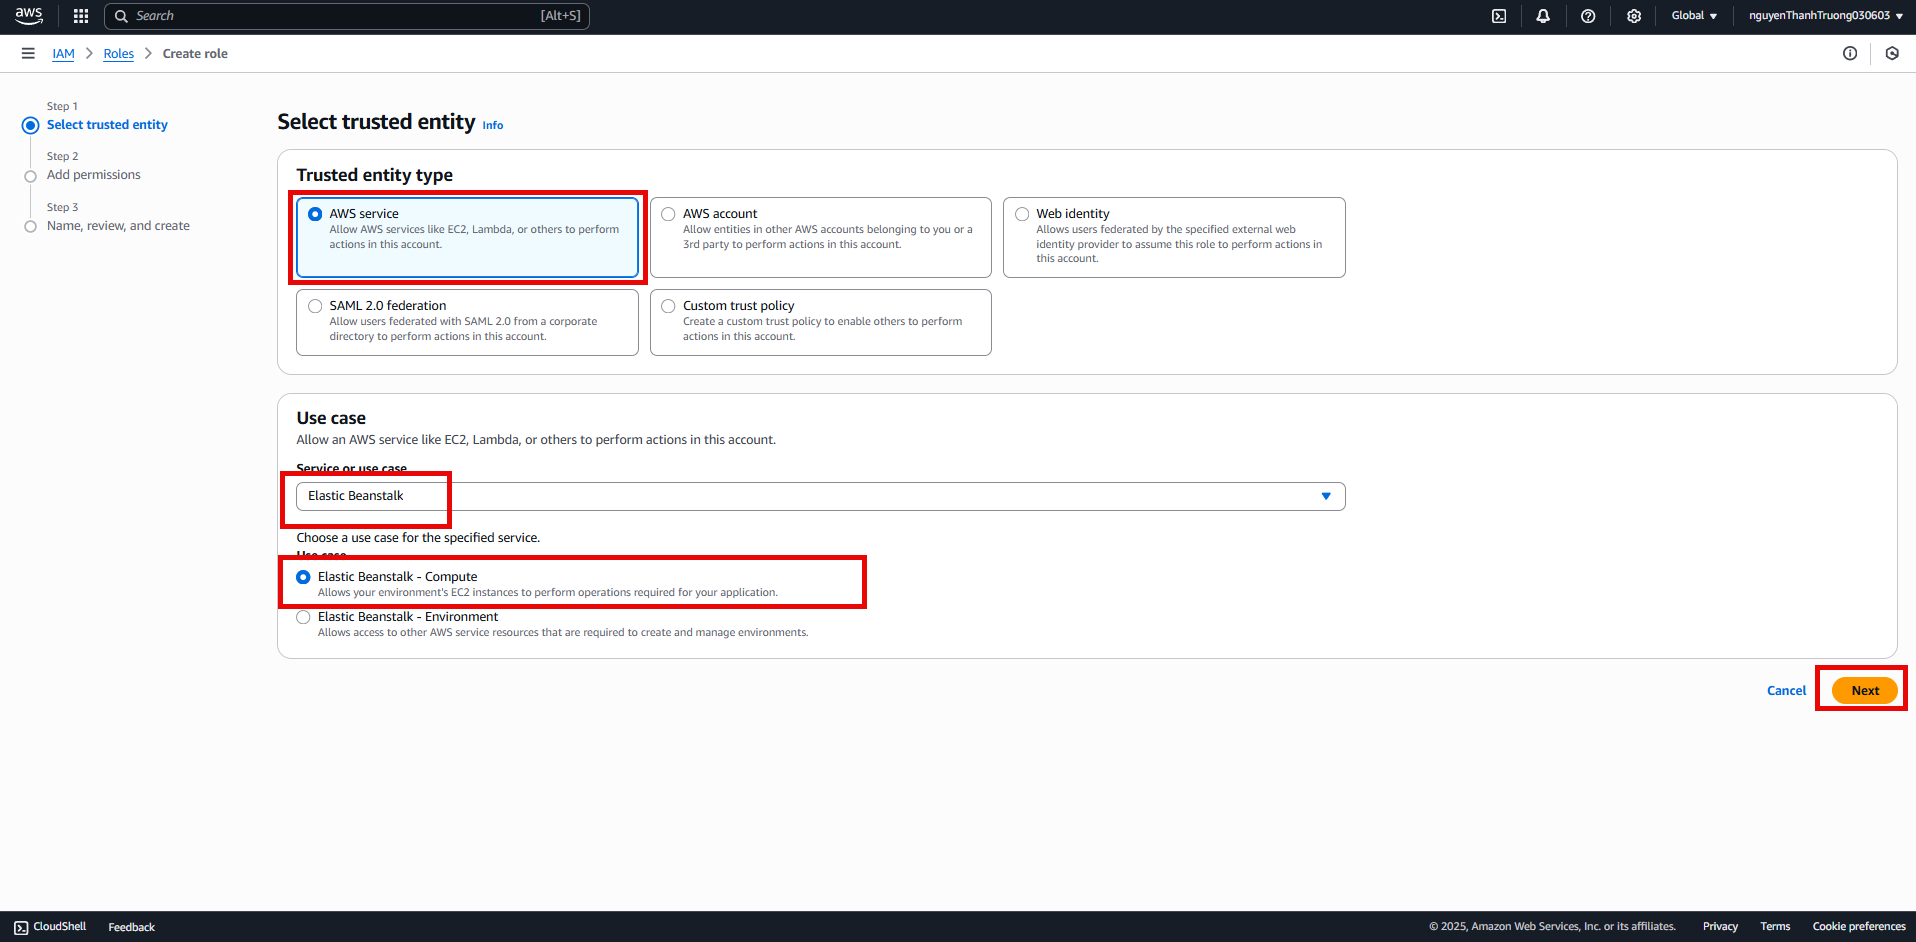 aws
Search
[Alt+S]
Global
nguyenThanhTruong030603
IAM
Roles
Create role
Step 1
Select trusted entity
Step 2
Add permissions
Step 3
Name, review, and create
Select trusted entity Info
Trusted entity type
AWS service
Allow AWS services like EC2, Lambda, or others to perform
actions in this account.
AWS account
Allow entities in other AWS accounts belonging to you or a
3rd party to perform actions in this account.
Web identity
Allows users federated by the specified external web
identity provider to assume this role to perform actions in
this account.
SAML 2.0 federation
Allow users federated with SAML 2.0 from a corporate
directory to perform actions in this account.
Custom trust policy
Create a custom trust policy to enable others to perform
actions in this account.
Use case
Allow an AWS service like EC2, Lambda, or others to perform actions in this account.
Service or use case
Elastic Beanstalk
Choose a use case for the specified service.
Use case
Elastic Beanstalk - Compute
Allows your environment's EC2 instances to perform operations required for your application.
Elastic Beanstalk - Environment
Allows access to other AWS service resources that are required to create and manage environments.
Cancel
Next
CloudShell
Feedback
© 2025, Amazon Web Services, Inc. or its affiliates.
Privacy
Terms
Cookie preferences